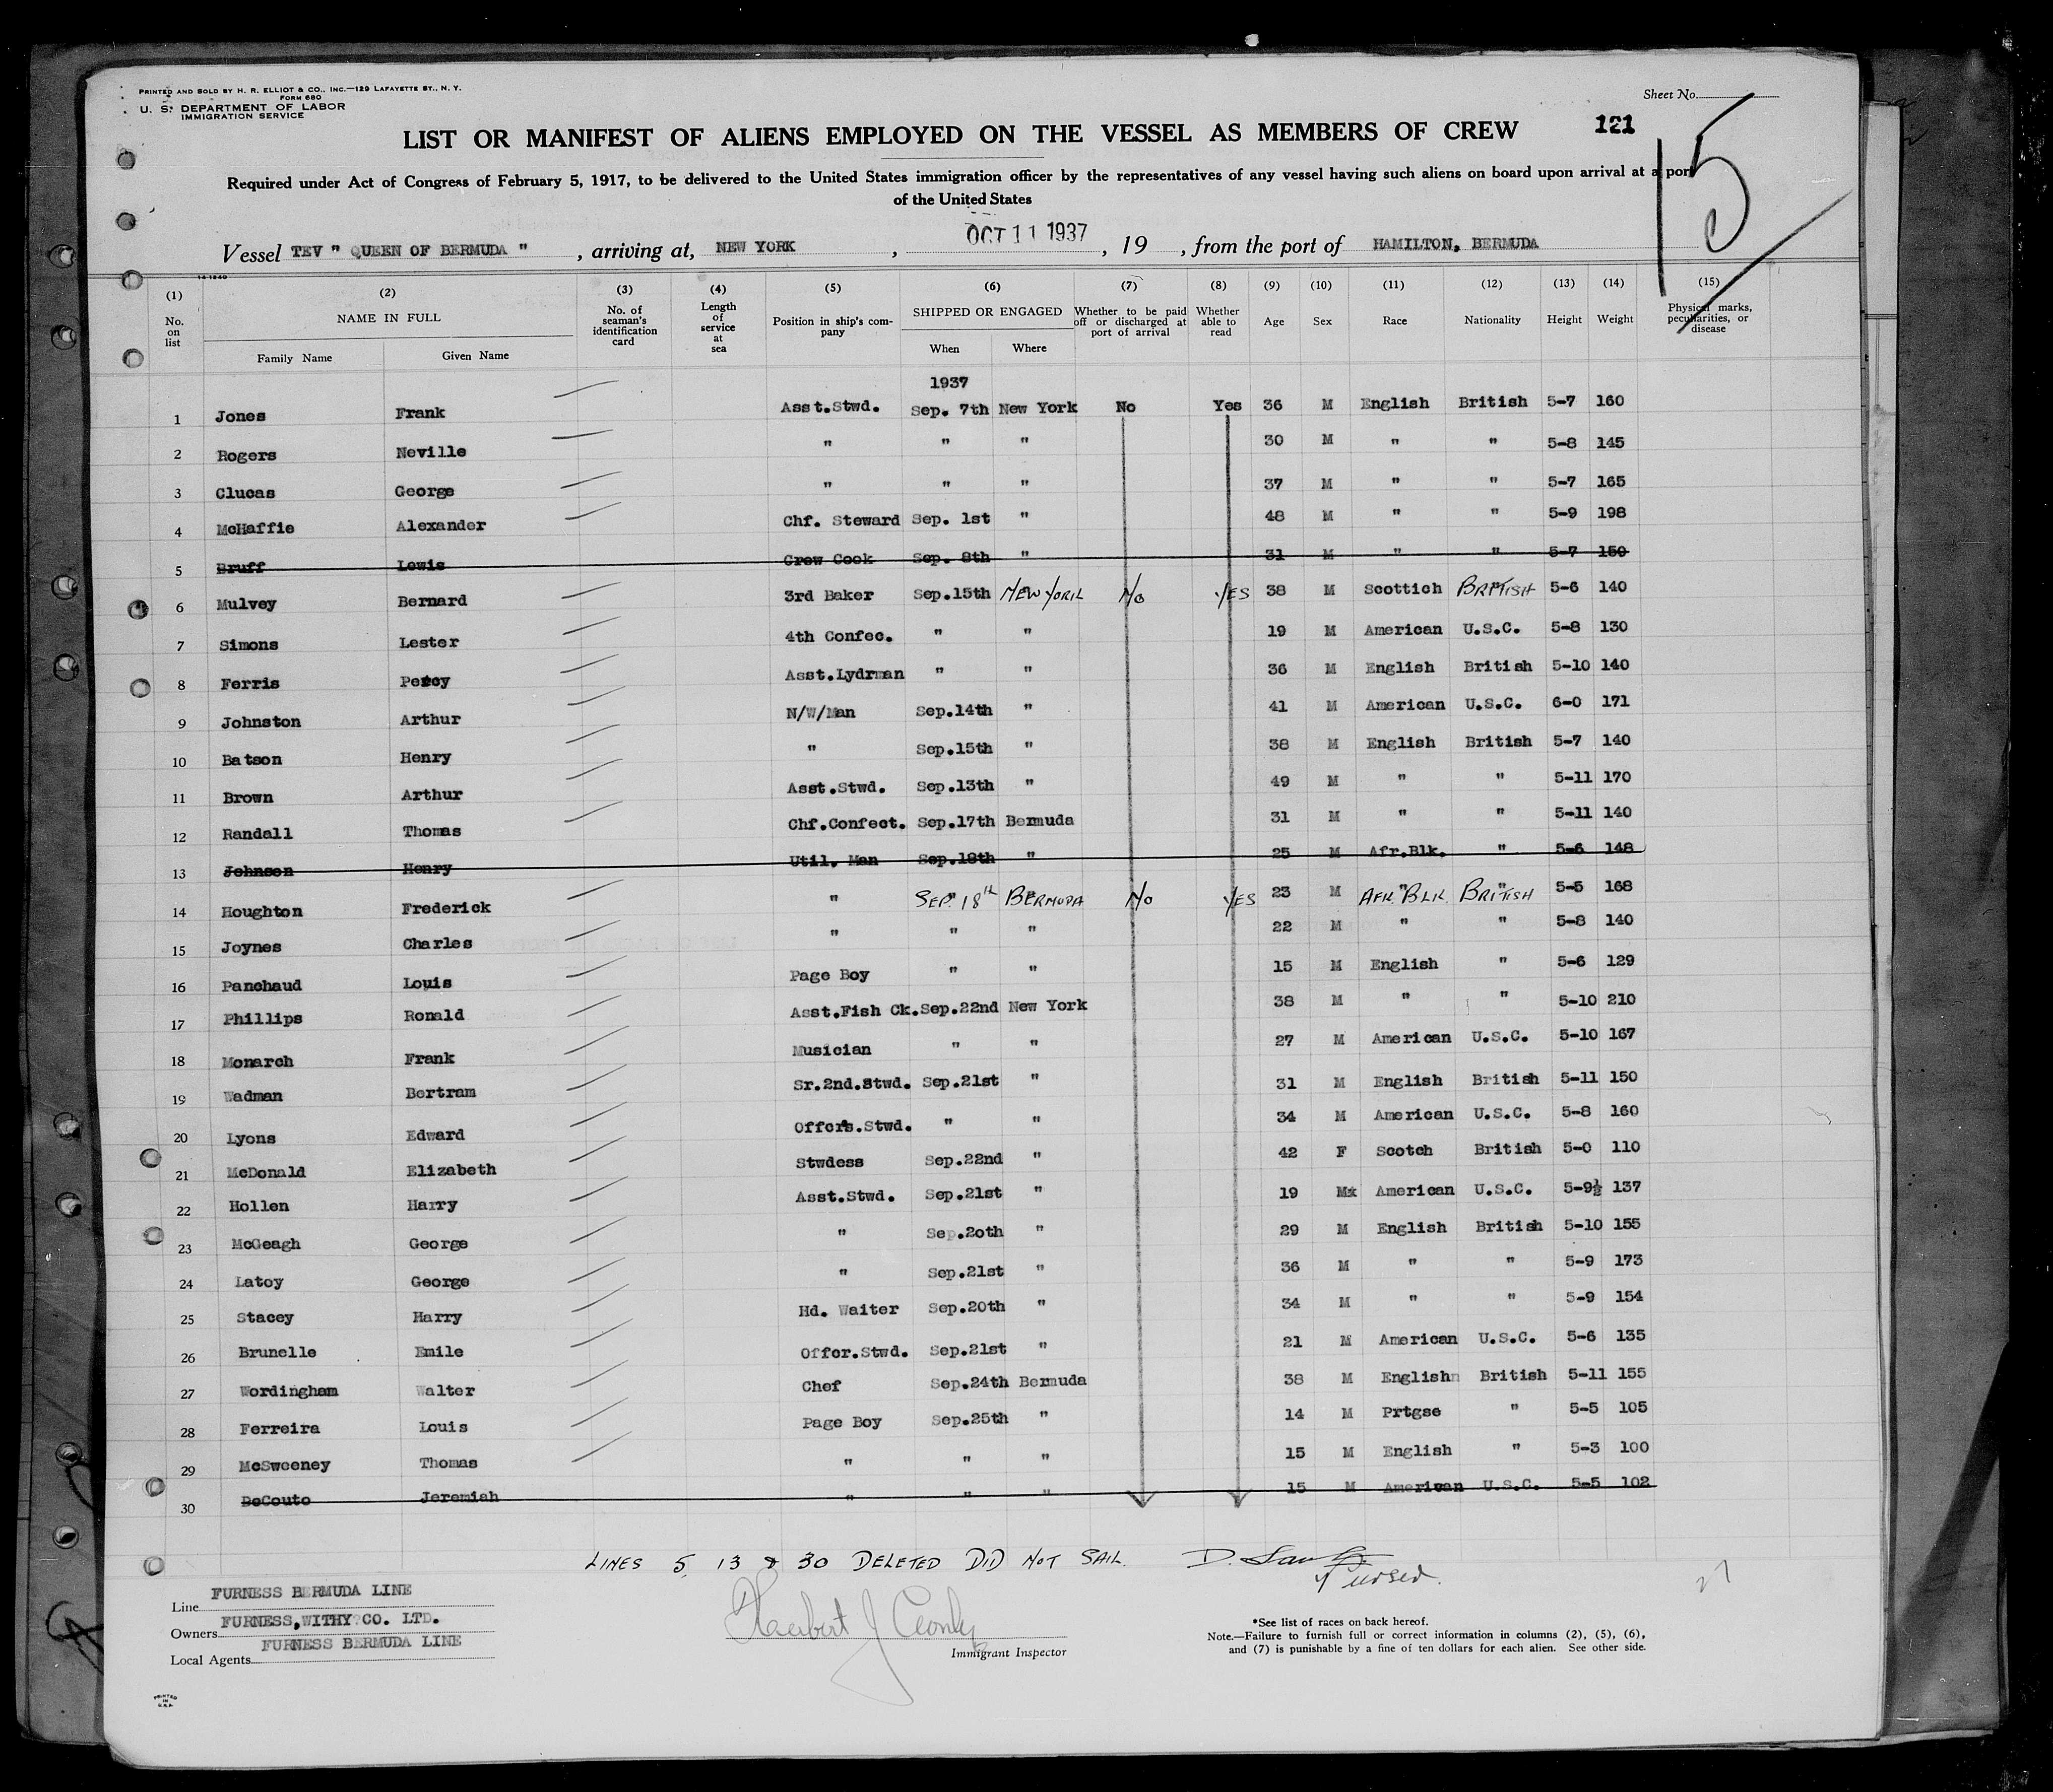 PRINTED AND SOLD BY H. R. ELLIOT & CO., INC.—129 LAFAYETTE ST., N. Y.
FORM 680
U. S. DEPARTMENT OF LABOR
IMMIGRATION SERVICE
Sheet No.
LIST OR MANIFEST OF ALIENS EMPLOYED ON THE VESSEL AS MEMBERS OF CREW 121
15
Required under Act of Congress of February 5, 1917, to be delivered to the United States immigration officer by the representatives of any vessel having such aliens on board upon arrival at a port
of the United States
Vessel TEV " QUEEN OF BERMUDA " , arriving at, NEW YORK , OCT 11 1937 , 19 , from the port of HAMILTON, BERMUDA
14-1240
(1) (2) (3) (4) (5) (6) (7) (8) (9) (10) (11) (12) (13) (14) (15)
No. on list NAME IN FULL Family Name Given Name No. of seaman's identification card Length of service at sea Position in ship's company SHIPPED OR ENGAGED When Where Whether to be paid off or discharged at port of arrival Whether able to read Age Sex Race Nationality Height Weight Physical marks, peculiarities, or disease
1937
1 Jones Frank Asst.Stwd. Sep. 7th New York No Yes 36 M English British 5-7 160
2 Rogers Neville " " " 30 M " " 5-8 145
3 Clucas George " " " 37 M " " 5-7 165
4 McHaffie Alexander Chf. Steward Sep. 1st " 48 M " " 5-9 198
5 Bruff Lewis Crew Cook Sep. 8th " 31 M " " 5-7 150
6 Mulvey Bernard 3rd Baker Sep.15th NEW YORK No YES 38 M Scottich BRITISH 5-6 140
7 Simons Lester 4th Confec. " " 19 M American U.S.C. 5-8 130
8 Ferris Percy Asst.Lydrman " " 36 M English British 5-10 140
9 Johnston Arthur N/W/Man Sep.14th " 41 M American U.S.C. 6-0 171
10 Batson Henry " Sep.15th " 38 M English British 5-7 140
11 Brown Arthur Asst.Stwd. Sep.13th " 49 M " " 5-11 170
12 Randall Thomas Chf.Confect. Sep.17th Bermuda 31 M " " 5-11 140
13 Johnson Henry Util. Man Sep.18th " 25 M Afr.Blk. " 5-6 148
14 Houghton Frederick " SEP. 18th BERMUDA No YES 23 M AFR. BLK. BRITISH 5-5 168
15 Joynes Charles " " " 22 M " " 5-8 140
16 Panchaud Louis Page Boy " " 15 M English " 5-6 129
17 Phillips Ronald Asst.Fish Ck. Sep.22nd New York 38 M " " 5-10 210
18 Monarch Frank Musician " " 27 M American U.S.C. 5-10 167
19 Wadman Bertram Sr.2nd.Stwd. Sep.21st " 31 M English British 5-11 150
20 Lyons Edward Offcrs.Stwd. " " 34 M American U.S.C. 5-8 160
21 McDonald Elizabeth Stwdess Sep.22nd " 42 F Scotch British 5-0 110
22 Hollen Harry Asst.Stwd. Sep.21st " 19 Mx American U.S.C. 5-9½ 137
23 McGeagh George " Sep.2oth " 29 M English British 5-10 155
24 Latoy George " Sep.21st " 36 M " " 5-9 173
25 Stacey Harry Hd. Waiter Sep.20th " 34 M " " 5-9 154
26 Brunelle Emile Offcr.Stwd. Sep.21st " 21 M American U.S.C. 5-6 135
27 Wordingham Walter Chef Sep.24th Bermuda 38 M Englishn British 5-11 155
28 Ferreira Louis Page Boy Sep.25th " 14 M Prtgse " 5-5 105
29 McSweeney Thomas " " " 15 M English " 5-3 100
30 DeCouto Jeremiah " " " 15 M American U.S.C. 5-5 102
LINES 5, 13 & 30 DELETED DID NOT SAIL. D. Purser.
27
Line FURNESS BERMUDA LINE
Owners FURNESS, WITHY CO. LTD.
Local Agents FURNESS BERMUDA LINE
Herbert J
Immigrant Inspector
*See list of races on back hereof.
Note.—Failure to furnish full or correct information in columns (2), (5), (6),
and (7) is punishable by a fine of ten dollars for each alien. See other side.
PRINTED
IN
U.S.A.